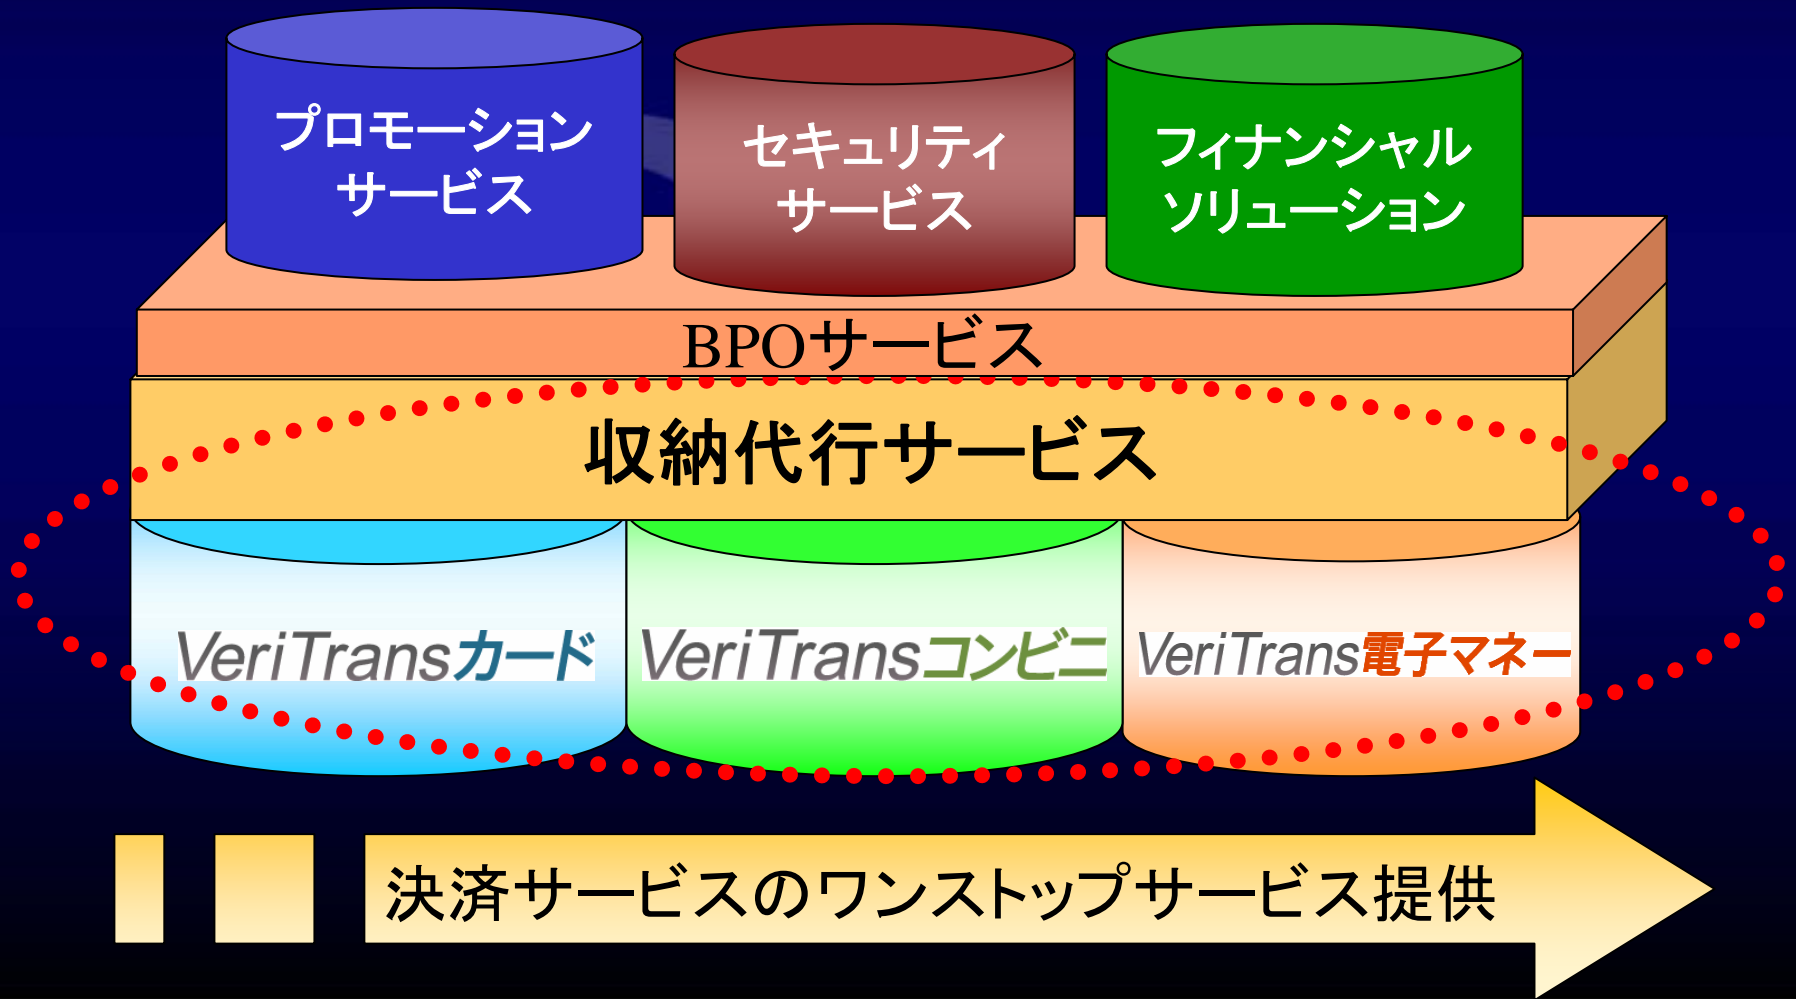 プロモーション
サービス
セキュリティ
サービス
フィナンシャル
ソリューション
BPOサービス
収納代行サービス
VeriTransカード
VeriTransコンビニ
VeriTrans電子マネー
決済サービスのワンストップサービス提供